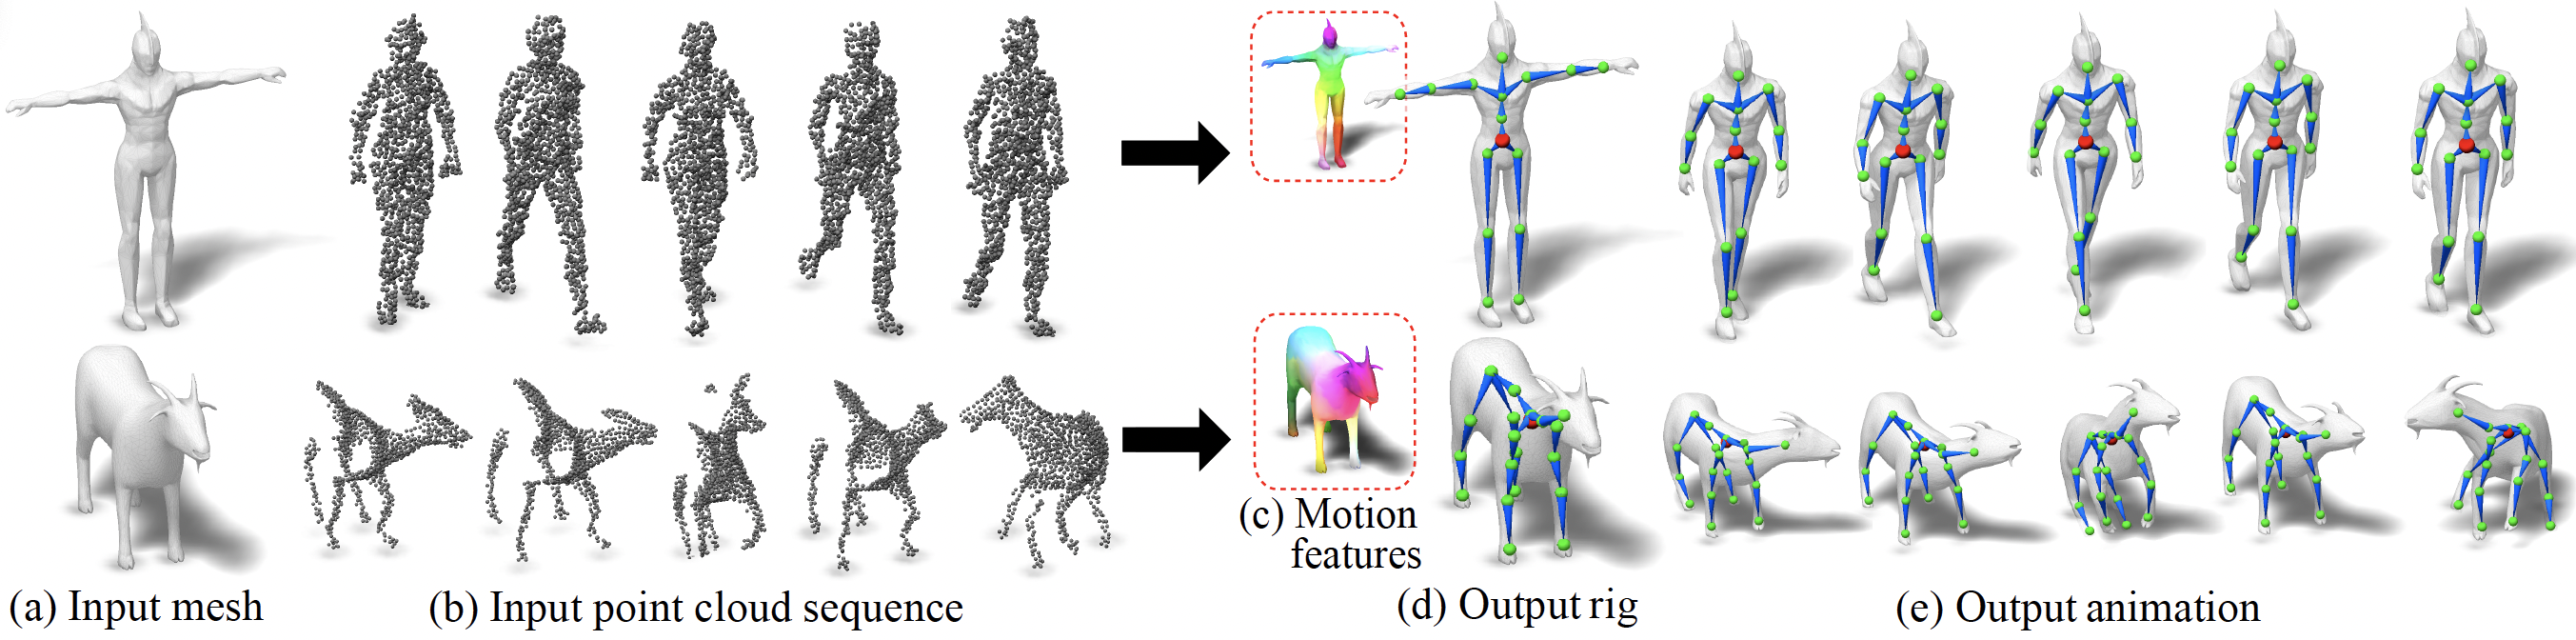 (c) Motion
features
(a) Input mesh
(b) Input point cloud sequence
(d) Output rig
(e) Output animation